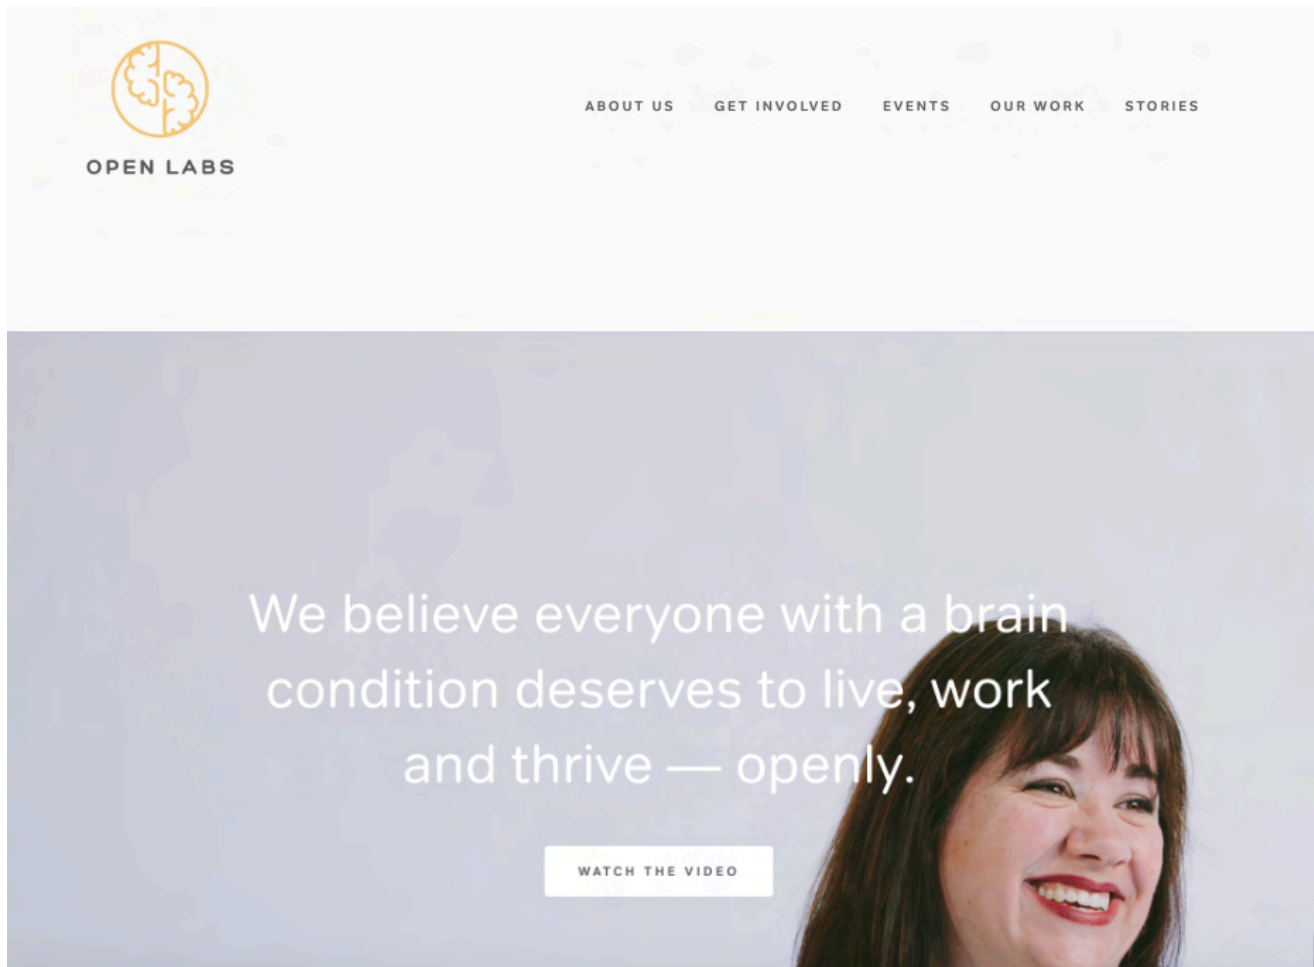 OPEN LABS
ABOUT US GET INVOLVED EVENTS OUR WORK STORIES
We believe everyone with a brain
condition deserves to live, work
and thrive — openly.
WATCH THE VIDEO